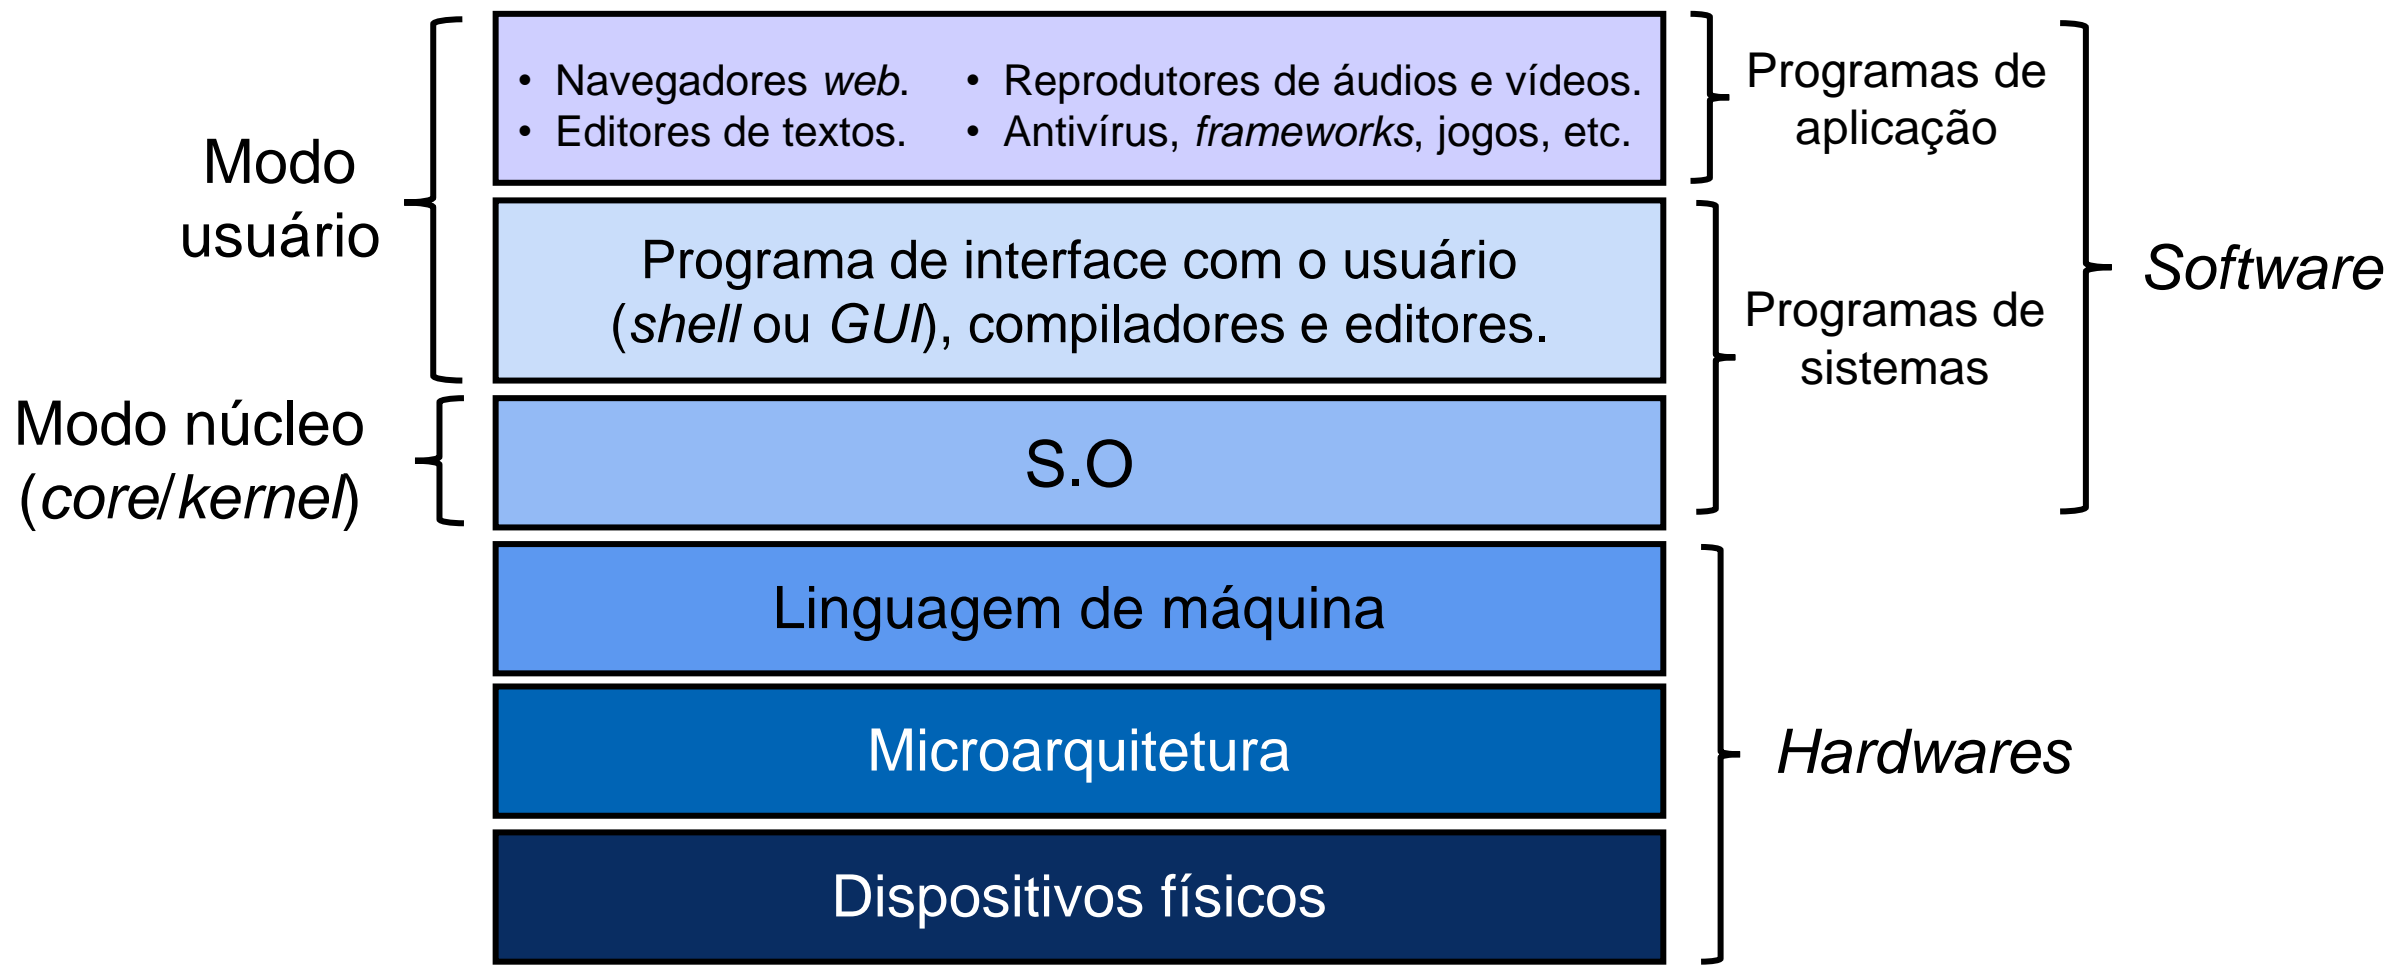 Modo
usuário
Modo núcleo
(core/kernel)
• Navegadores web.
• Editores de textos.
• Reprodutores de áudios e vídeos.
• Antivírus, frameworks, jogos, etc.
Programa de interface com o usuário
(shell ou GUI), compiladores e editores.
S.O
Linguagem de máquina
Microarquitetura
Dispositivos físicos
Programas de
aplicação
Programas de
sistemas
Software
Hardwares